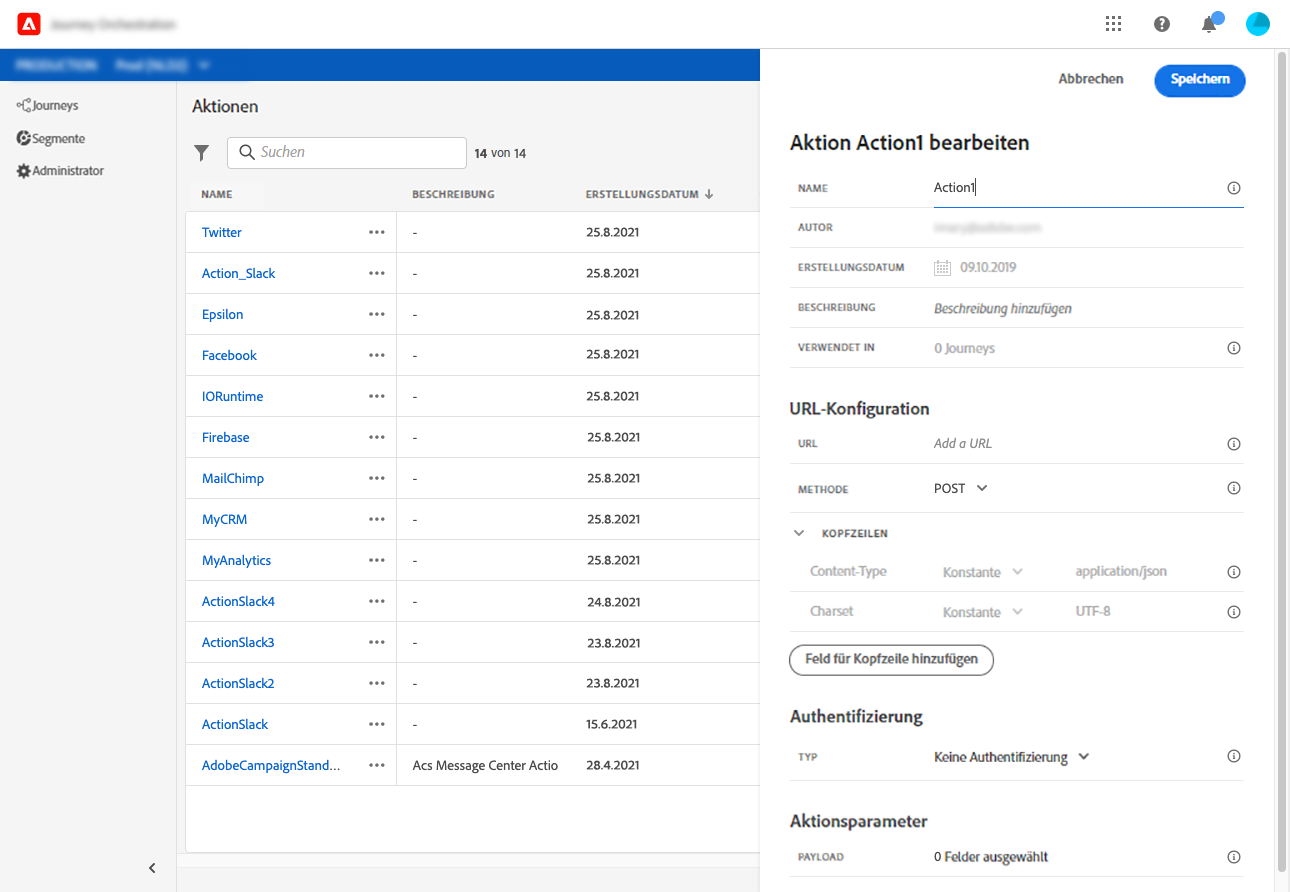 Journey Orchestration
PRODUCTION Prod (NLD2)
Journeys
Segmente
Administrator
Aktionen
Suchen
14 von 14
NAME BESCHREIBUNG ERSTELLUNGSDATUM
Twitter - 25.8.2021
Action_Slack - 25.8.2021
Epsilon - 25.8.2021
Facebook - 25.8.2021
IORuntime - 25.8.2021
Firebase - 25.8.2021
MailChimp - 25.8.2021
MyCRM - 25.8.2021
MyAnalytics - 25.8.2021
ActionSlack4 - 24.8.2021
ActionSlack3 - 23.8.2021
ActionSlack2 - 23.8.2021
ActionSlack - 15.6.2021
AdobeCampaignStand... Acs Message Center Actio 28.4.2021
Abbrechen Speichern
Aktion Action1 bearbeiten
NAME Action1
AUTOR
ERSTELLUNGSDATUM 09.10.2019
BESCHREIBUNG Beschreibung hinzufügen
VERWENDET IN 0 Journeys
URL-Konfiguration
URL Add a URL
METHODE POST
KOPFZEILEN
Content-Type Konstante application/json
Charset Konstante UTF-8
Feld für Kopfzeile hinzufügen
Authentifizierung
TYP Keine Authentifizierung
Aktionsparameter
PAYLOAD 0 Felder ausgewählt